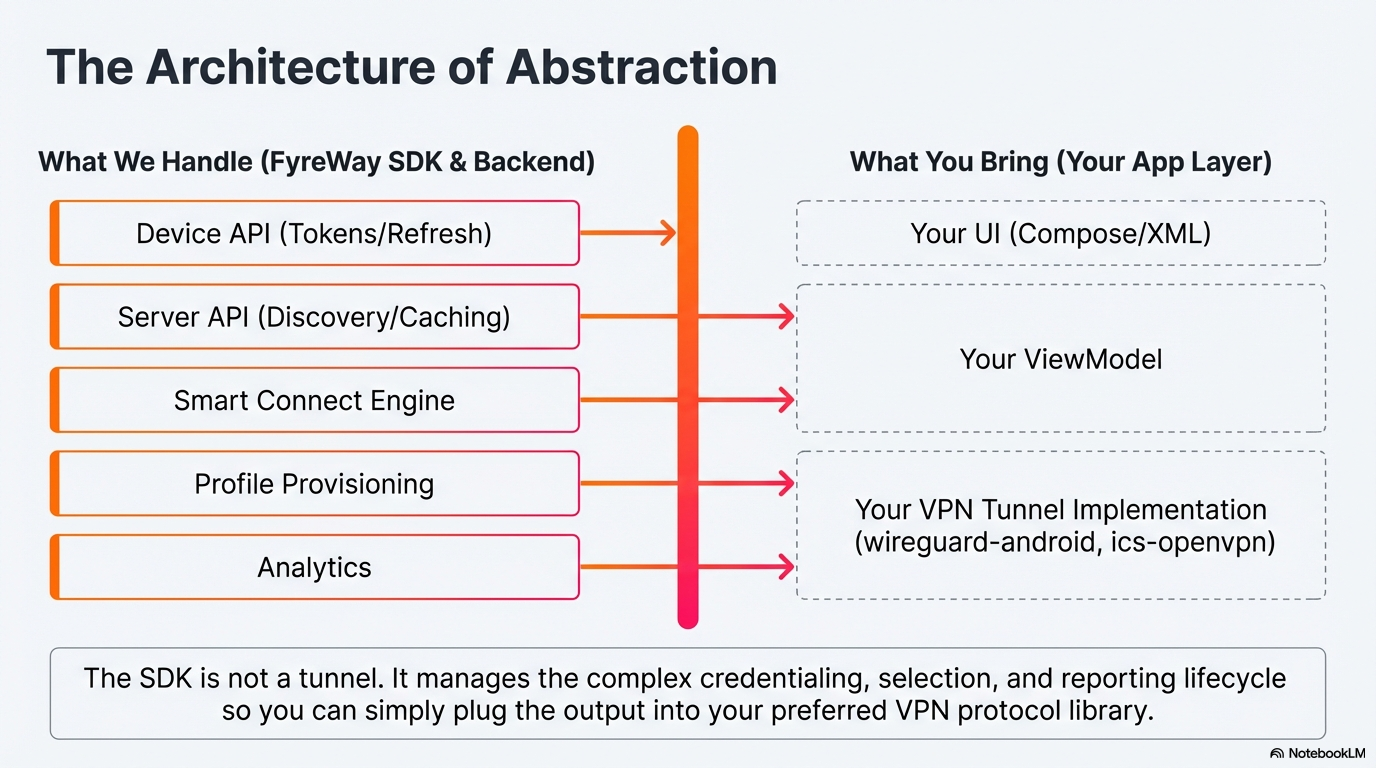 The Architecture of Abstraction
What We Handle (FyreWay SDK & Backend)
What You Bring (Your App Layer)
Device API (Tokens/Refresh)
Your UI (Compose/XML)
Server API (Discovery/Caching)
Your ViewModel
Smart Connect Engine
Profile Provisioning
Your VPN Tunnel Implementation
(wireguard-android, ics-openvpn)
Analytics
The SDK is not a tunnel. It manages the complex credentialing, selection, and reporting lifecycle
so you can simply plug the output into your preferred VPN protocol library.
NotebookLM